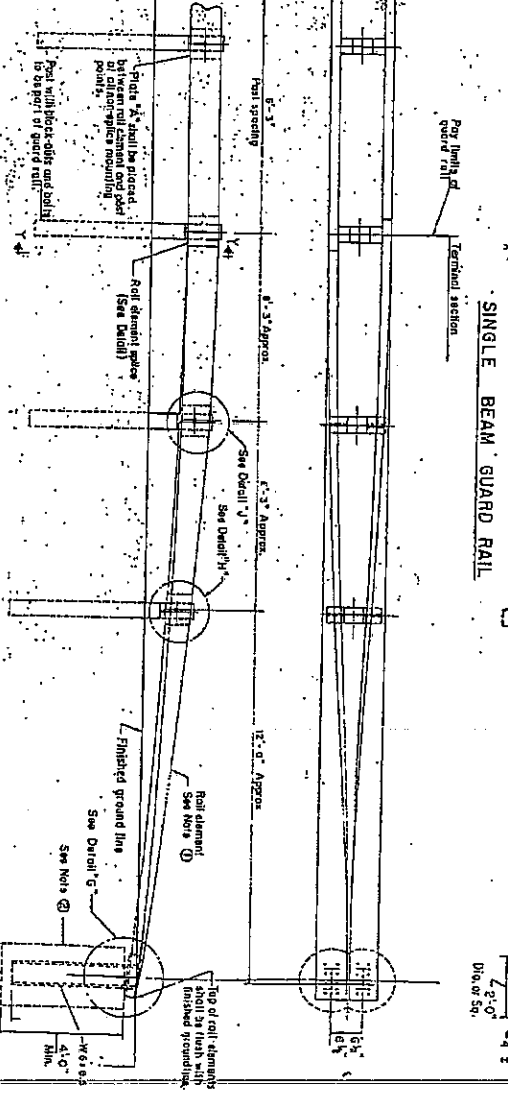 SINGLE BEAM GUARD RAIL
2'-0"
Dia. or Sq.
Pay limits of
guard rail
Terminal section
6'-3"
Post spacing
6'-3" Approx.
6'-3" Approx.
12'-0" Approx
Plate "A" shall be placed
between rail element and post
at all non-splice mounting
points.
Post with block-outs and bolts
to be part of guard rail
Y
Y
Rail element splice
(See Detail)
See Detail "J"
See Detail "H"
Rail element
See Note ①
Finished ground line
See Detail "G"
See Note ②
Top of rail elements
shall be flush with
finished ground line.
4'-0"
Min.